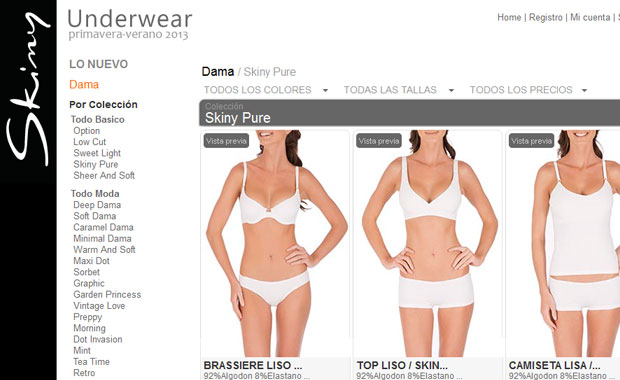 Skiny
Underwear
primavera-verano 2013
Home | Registro | Mi cuenta |
LO NUEVO
Dama
Por Colección
Todo Basico
Option
Low Cut
Sweet Light
Skiny Pure
Sheer And Soft
Todo Moda
Deep Dama
Soft Dama
Caramel Dama
Minimal Dama
Warm And Soft
Maxi Dot
Sorbet
Graphic
Garden Princess
Vintage Love
Preppy
Morning
Dot Invasion
Mint
Tea Time
Retro
Dama / Skiny Pure
TODOS LOS COLORES TODAS LAS TALLAS TODOS LOS PRECIOS
Colección
Skiny Pure
Vista previa Vista previa Vista previa
BRASSIERE LISO ...
92%Algodon 8%Elastano ...
TOP LISO / SKIN...
92%Algodon 8%Elastano ...
CAMISETA LISA /...
92%Algodon 8%Elastano ...